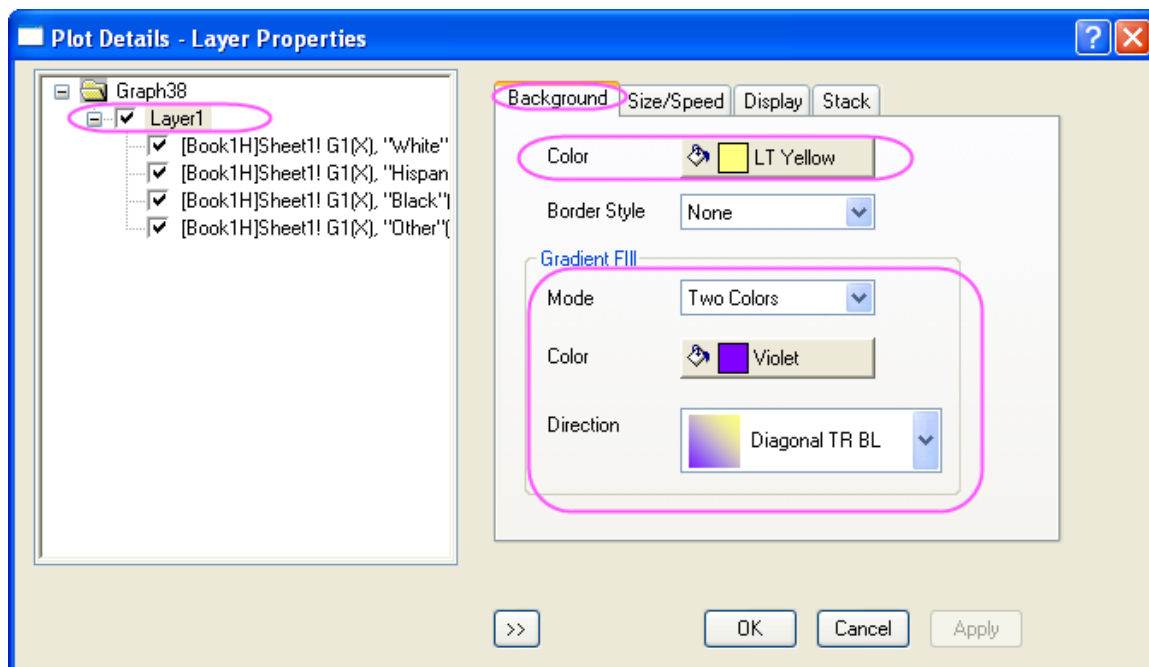 Plot Details - Layer Properties
Graph38
Layer1
[Book1H]Sheet1! G1(X), "White"
[Book1H]Sheet1! G1(X), "Hispan
[Book1H]Sheet1! G1(X), "Black"(
[Book1H]Sheet1! G1(X), "Other"(
Background Size/Speed Display Stack
Color LT Yellow
Border Style None
Gradient FIll
Mode Two Colors
Color Violet
Direction Diagonal TR BL
>> OK Cancel Apply